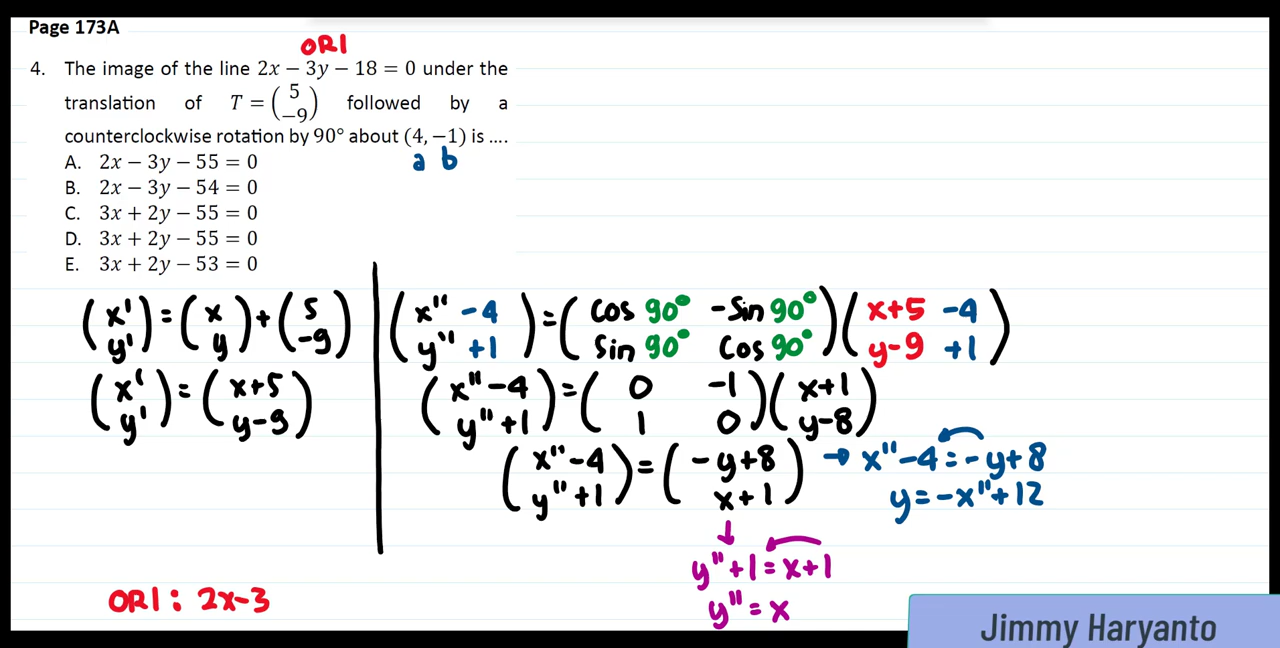 Page 173A
ORI
4. The image of the line 2x − 3y − 18 = 0 under the
translation of T = (5 −9) followed by a
counterclockwise rotation by 90° about (4, −1) is ....
a b
A. 2x − 3y − 55 = 0
B. 2x − 3y − 54 = 0
C. 3x + 2y − 55 = 0
D. 3x + 2y − 55 = 0
E. 3x + 2y − 53 = 0
(x' y') = (x y) + (5 −9)
(x' y') = (x+5 y−9)
(x''−4 y''+1) = (cos 90° −sin 90° sin 90° cos 90°)(x+5−4 y−9+1)
(x''−4 y''+1) = (0 −1 1 0)(x+1 y−8)
(x''−4 y''+1) = (−y+8 x+1) → x''−4 = −y+8
y = −x''+12
↓
y''+1 = x+1
y'' = x
ORI : 2x−3
Jimmy Haryanto